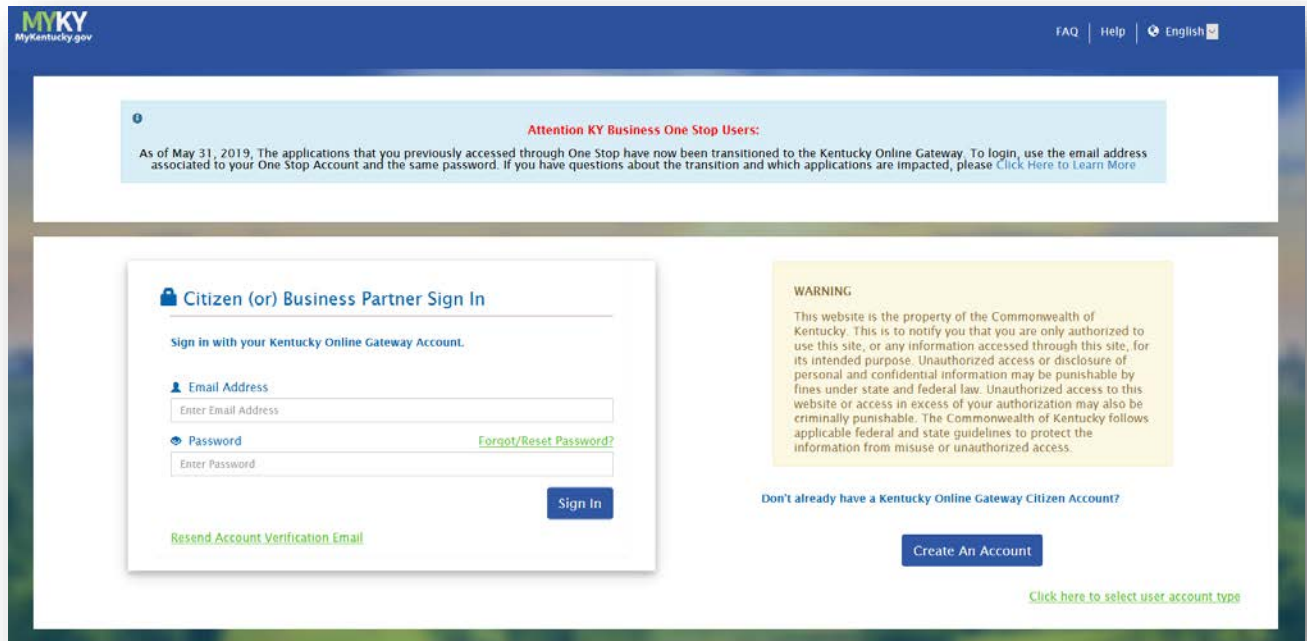 MYKY
MyKentucky.gov
FAQ
Help
English
Attention KY Business One Stop Users:
As of May 31, 2019, The applications that you previously accessed through One Stop have now been transitioned to the Kentucky Online Gateway. To login, use the email address
associated to your One Stop Account and the same password. If you have questions about the transition and which applications are impacted, please Click Here to Learn More
Citizen (or) Business Partner Sign In
Sign in with your Kentucky Online Gateway Account.
Email Address
Enter Email Address
Password
Forgot/Reset Password?
Enter Password
Sign In
Resend Account Verification Email
WARNING
This website is the property of the Commonwealth of
Kentucky. This is to notify you that you are only authorized to
use this site, or any information accessed through this site, for
its intended purpose. Unauthorized access or disclosure of
personal and confidential information may be punishable by
fines under state and federal law. Unauthorized access to this
website or access in excess of your authorization may also be
criminally punishable. The Commonwealth of Kentucky follows
applicable federal and state guidelines to protect the
information from misuse or unauthorized access.
Don't already have a Kentucky Online Gateway Citizen Account?
Create An Account
Click here to select user account type